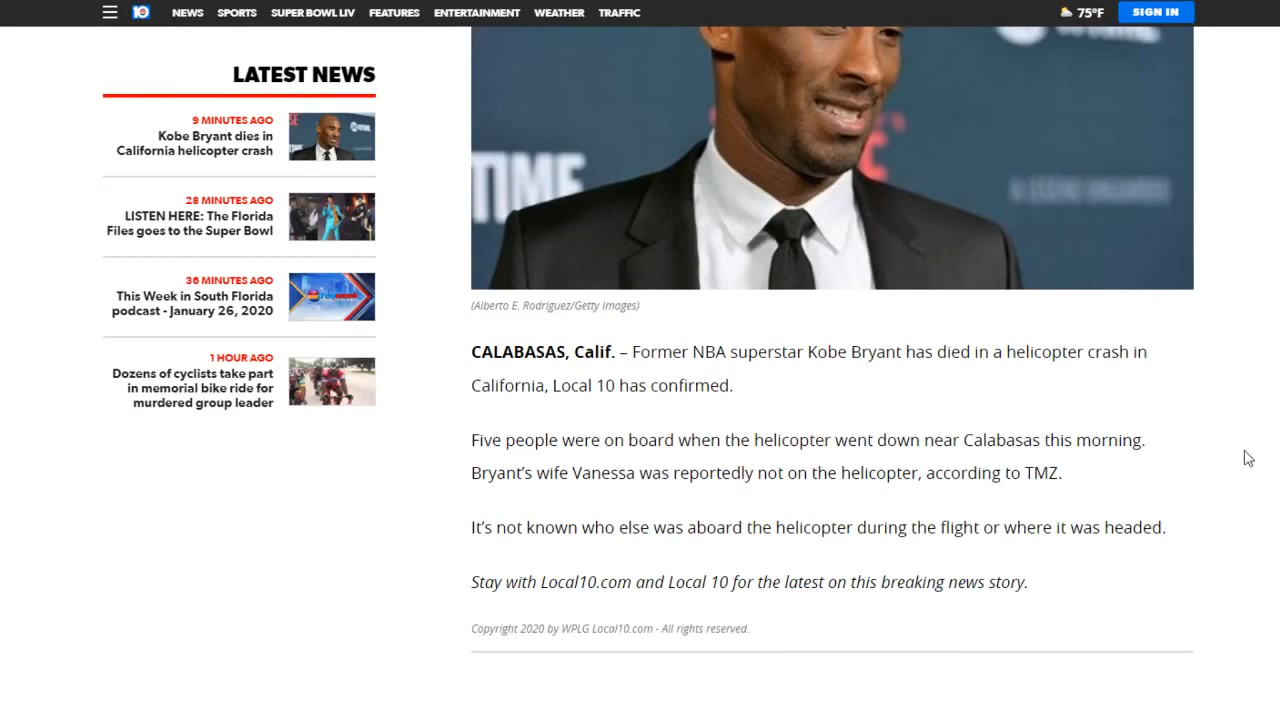 10
NEWS
SPORTS
SUPER BOWL LIV
FEATURES
ENTERTAINMENT
WEATHER
TRAFFIC
75°F
SIGN IN
LATEST NEWS
9 MINUTES AGO
Kobe Bryant dies in
California helicopter crash
28 MINUTES AGO
LISTEN HERE: The Florida
Files goes to the Super Bowl
36 MINUTES AGO
This Week in South Florida
podcast - January 26, 2020
1 HOUR AGO
Dozens of cyclists take part
in memorial bike ride for
murdered group leader
TIME
(Alberto E. Rodriguez/Getty Images)
CALABASAS, Calif. – Former NBA superstar Kobe Bryant has died in a helicopter crash in
California, Local 10 has confirmed.
Five people were on board when the helicopter went down near Calabasas this morning.
Bryant’s wife Vanessa was reportedly not on the helicopter, according to TMZ.
It’s not known who else was aboard the helicopter during the flight or where it was headed.
Stay with Local10.com and Local 10 for the latest on this breaking news story.
Copyright 2020 by WPLG Local10.com - All rights reserved.